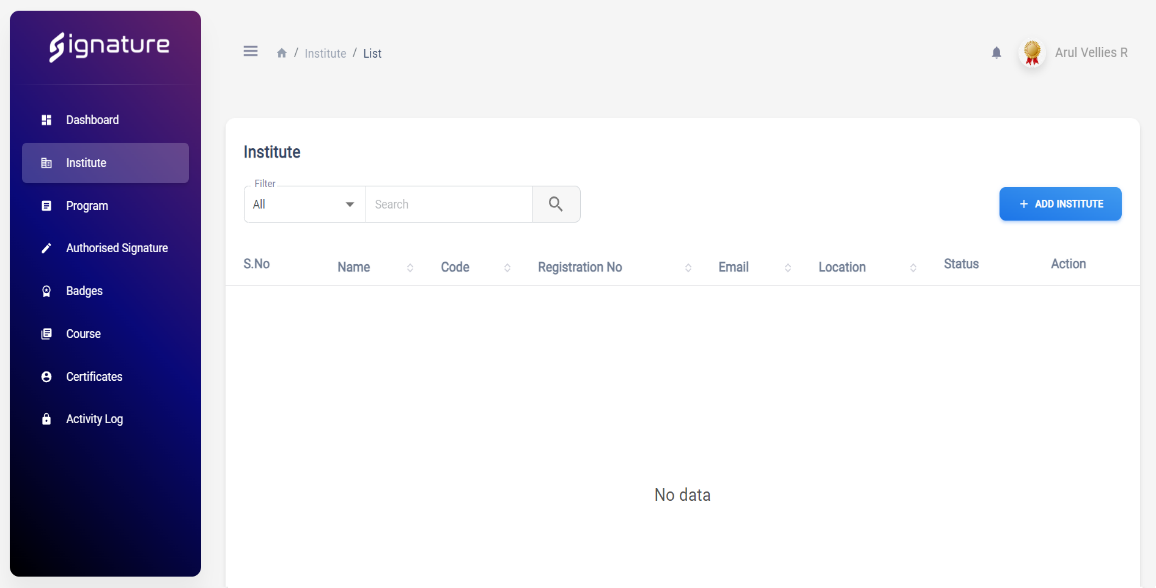 Signature
Dashboard
Institute
Program
Authorised Signature
Badges
Course
Certificates
Activity Log
/ Institute / List
Arul Vellies R
Institute
Filter
All
Search
+ ADD INSTITUTE
S.No Name Code Registration No Email Location Status Action
No data